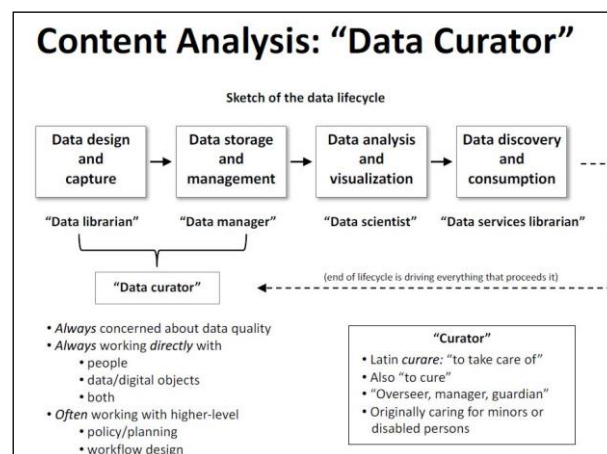 Content Analysis: “Data Curator”
Sketch of the data lifecycle
Data design
and
capture
Data storage
and
management
Data analysis
and
visualization
Data discovery
and
consumption
“Data librarian”
“Data manager”
“Data scientist”
“Data services librarian”
“Data curator”
(end of lifecycle is driving everything that proceeds it)
• Always concerned about data quality
• Always working directly with
• people
• data/digital objects
• both
• Often working with higher-level
• policy/planning
• workflow design
“Curator”
• Latin curare: “to take care of”
• Also “to cure”
• “Overseer, manager, guardian”
• Originally caring for minors or
disabled persons